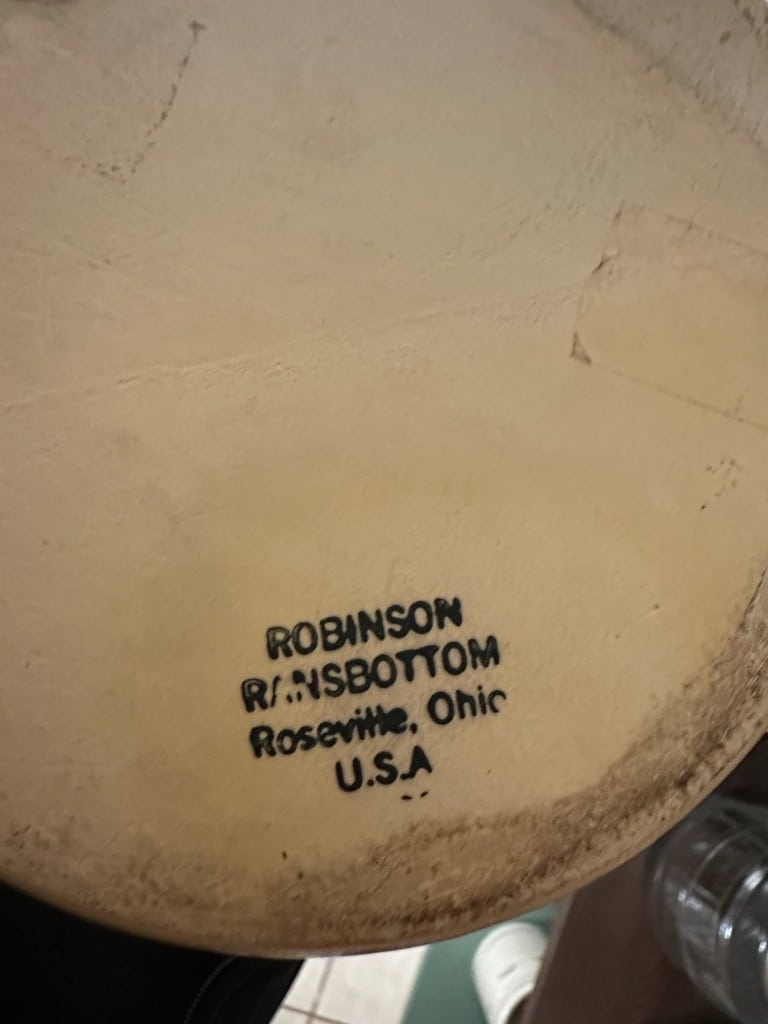 ROBINSON
RANSBOTTOM
Roseville, Ohio
U.S.A